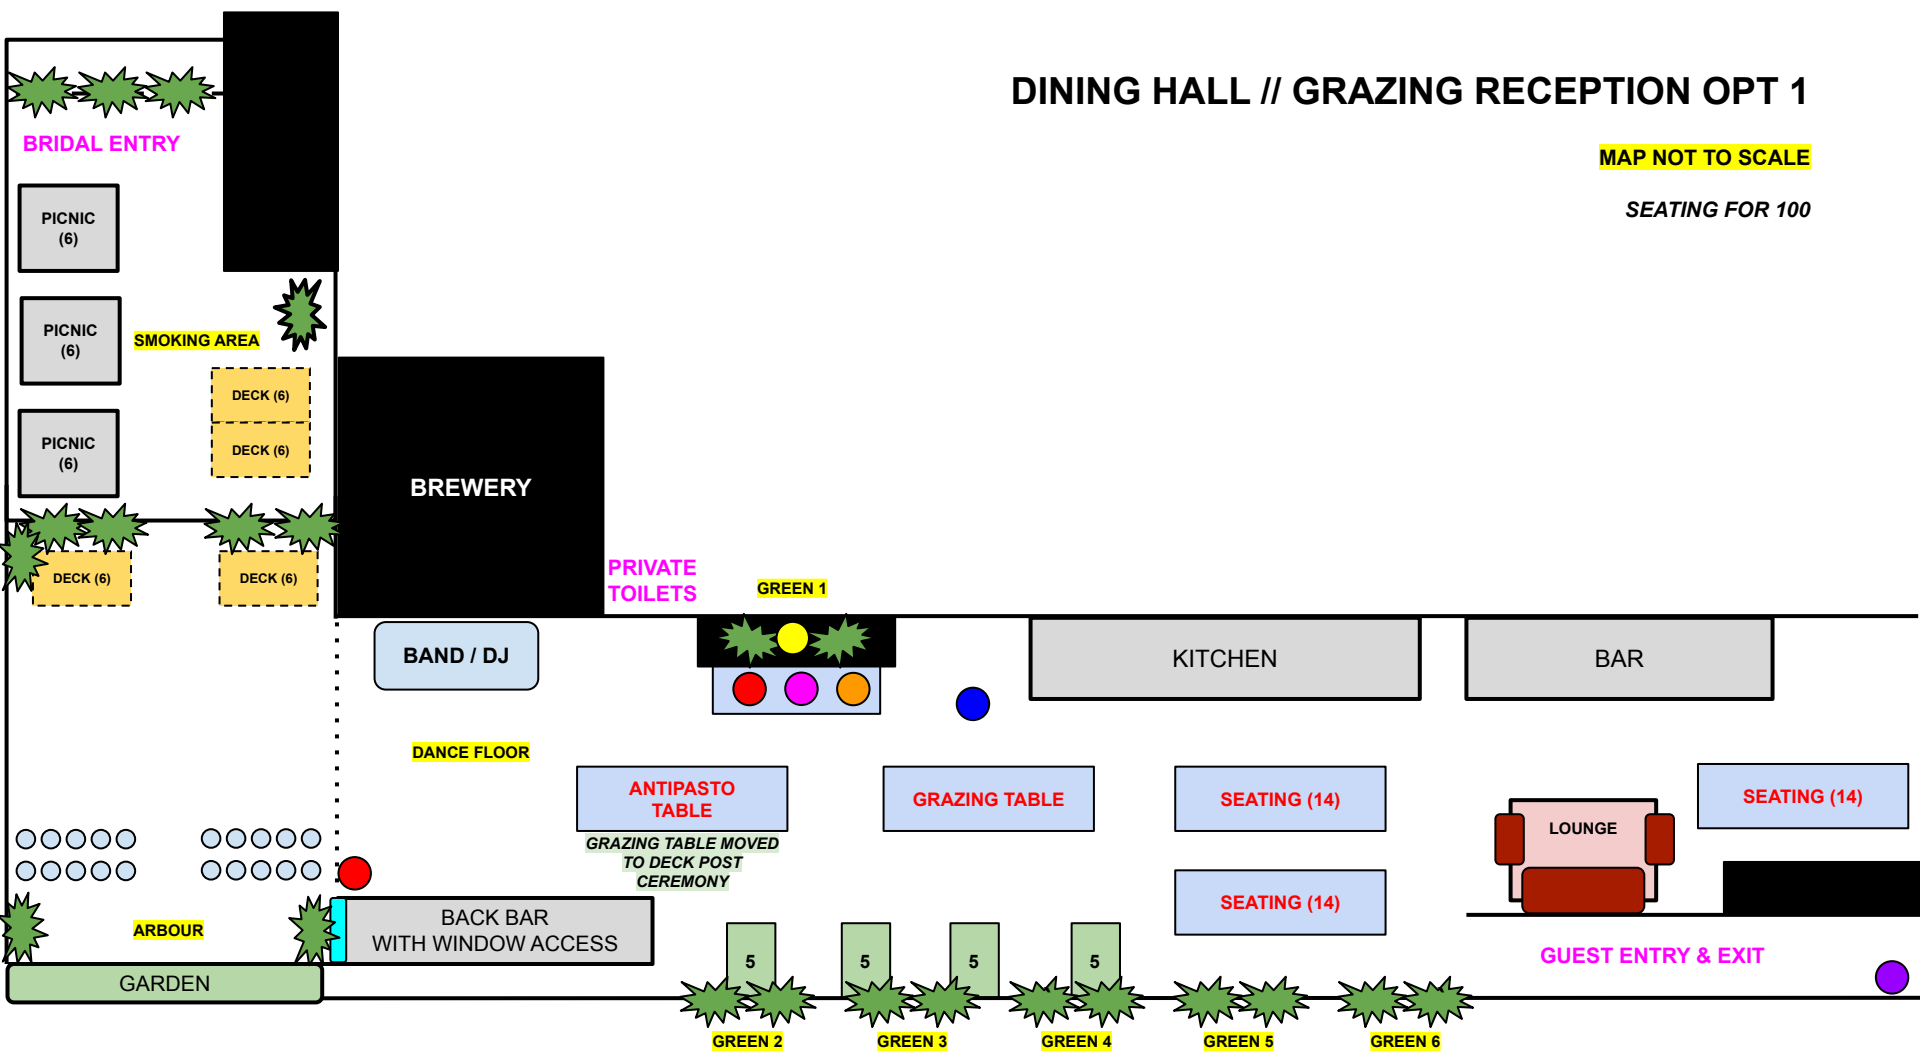 DINING HALL // GRAZING RECEPTION OPT 1
MAP NOT TO SCALE
SEATING FOR 100
BRIDAL ENTRY
PICNIC
(6)
PICNIC
(6)
SMOKING AREA
DECK (6)
DECK (6)
PICNIC
(6)
BREWERY
DECK (6)
DECK (6)
PRIVATE
TOILETS
GREEN 1
BAND / DJ
KITCHEN
BAR
DANCE FLOOR
ANTIPASTO
TABLE
GRAZING TABLE MOVED
TO DECK POST
CEREMONY
GRAZING TABLE
SEATING (14)
SEATING (14)
LOUNGE
SEATING (14)
ARBOUR
BACK BAR
WITH WINDOW ACCESS
GARDEN
5
5
5
5
GUEST ENTRY & EXIT
GREEN 2
GREEN 3
GREEN 4
GREEN 5
GREEN 6